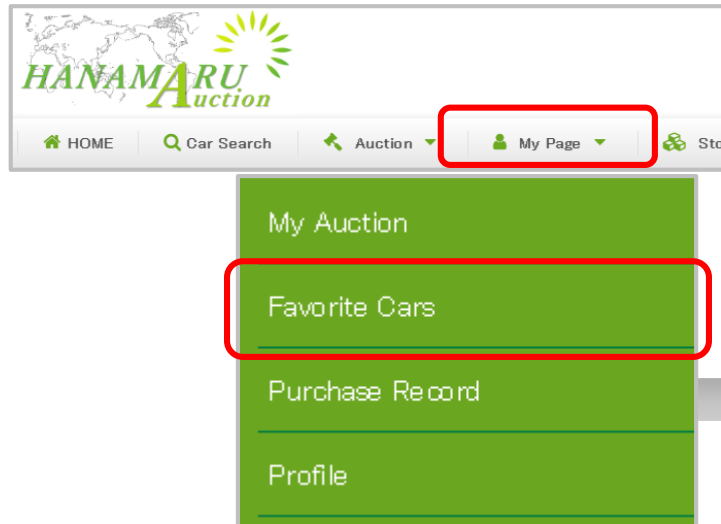 HANAMARU
Auction
HOME Car Search Auction My Page
My Auction
Favorite Cars
Purchase Record
Profile